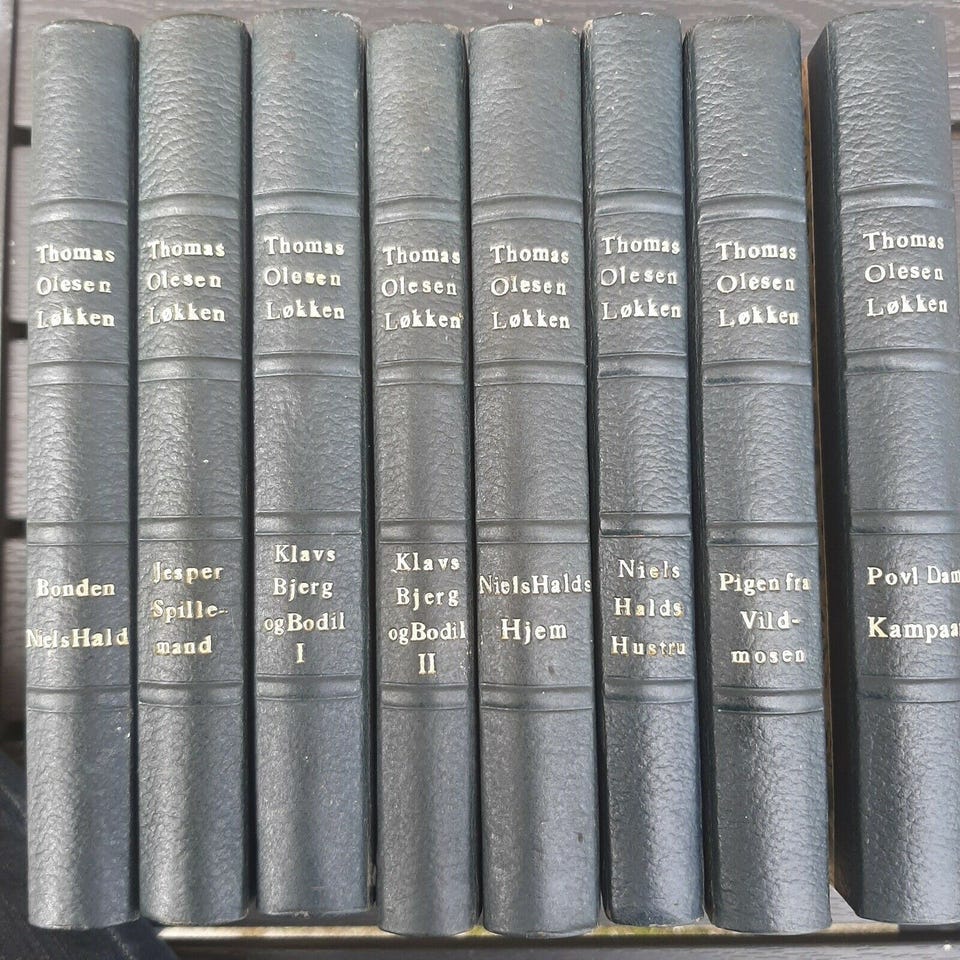 Thomas
Olesen
Løkken
Bonden
NielsHald
Thomas
Olesen
Løkken
Jesper
Spille-
mand
Thomas
Olesen
Løkken
Klavs
Bjerg
ogBodil
I
Thomas
Olesen
Løkken
Klavs
Bjerg
ogBodil
II
Thomas
Olesen
Løkken
NielsHalds
Hjem
Thomas
Olesen
Løkken
Niels
Halds
Hustru
Thomas
Olesen
Løkken
Pigen fra
Vild-
mosen
Thomas
Olesen
Løkken
Povl Dam